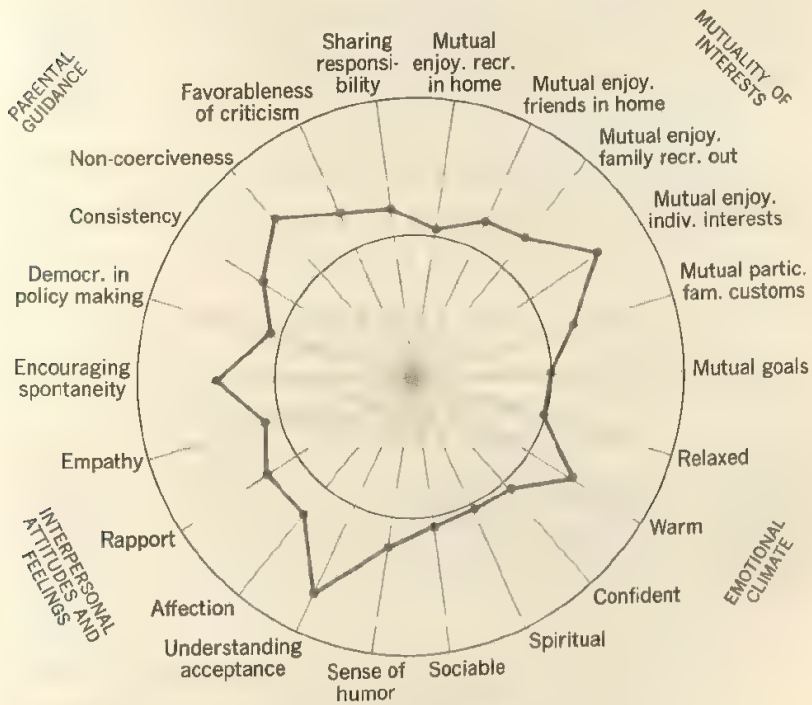 PARENTAL
GUIDANCE
MUTUALITY OF
INTERESTS
Sharing
responsi-
bility
Mutual
enjoy. recr.
in home
Favorableness
of criticism
Mutual enjoy.
friends in home
Non-coerciveness
Mutual enjoy.
family recr. out
Consistency
Mutual enjoy.
indiv. interests
Democr. in
policy making
Mutual partic.
fam. customs
Encouraging
spontaneity
Mutual goals
Empathy
Relaxed
Rapport
Warm
INTERPERSONAL
ATTITUDES AND
FEELINGS
EMOTIONAL
CLIMATE
Affection
Confident
Understanding
acceptance
Spiritual
Sense of
humor
Sociable